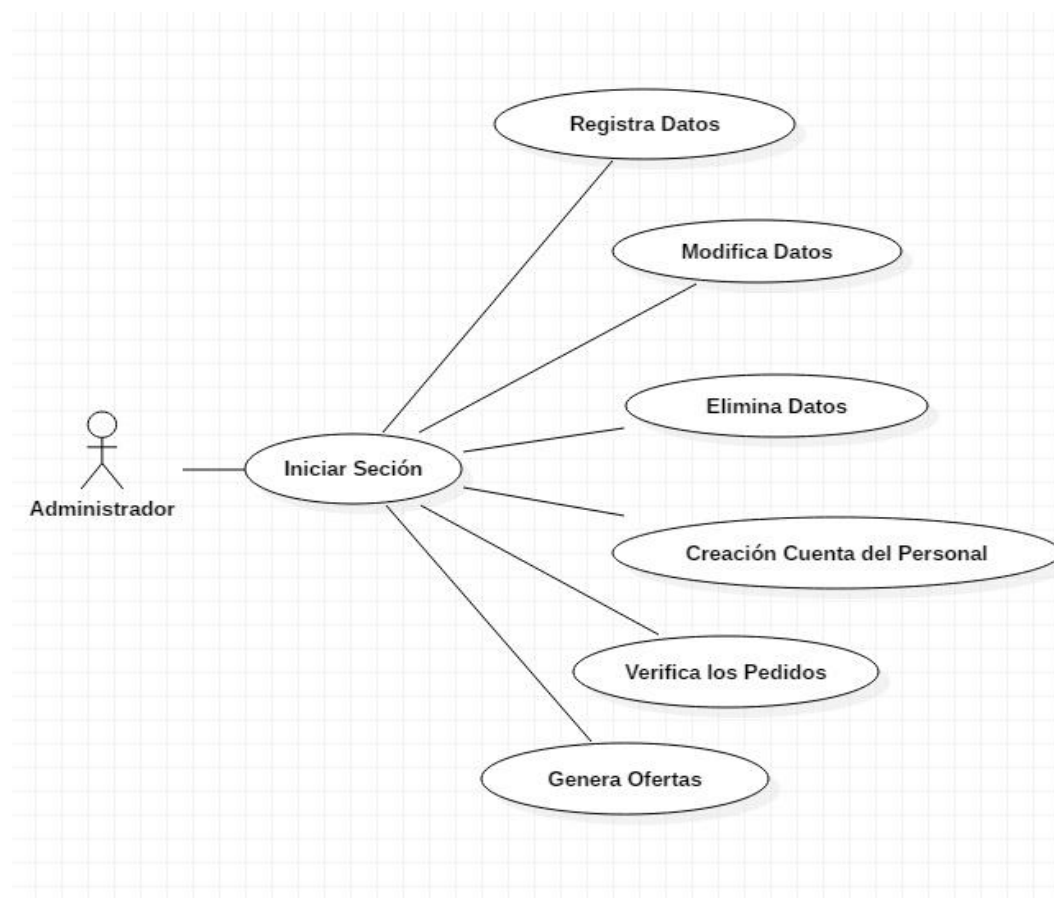 Registra Datos
Modifica Datos
Elimina Datos
Iniciar Seción
Administrador
Creación Cuenta del Personal
Verifica los Pedidos
Genera Ofertas